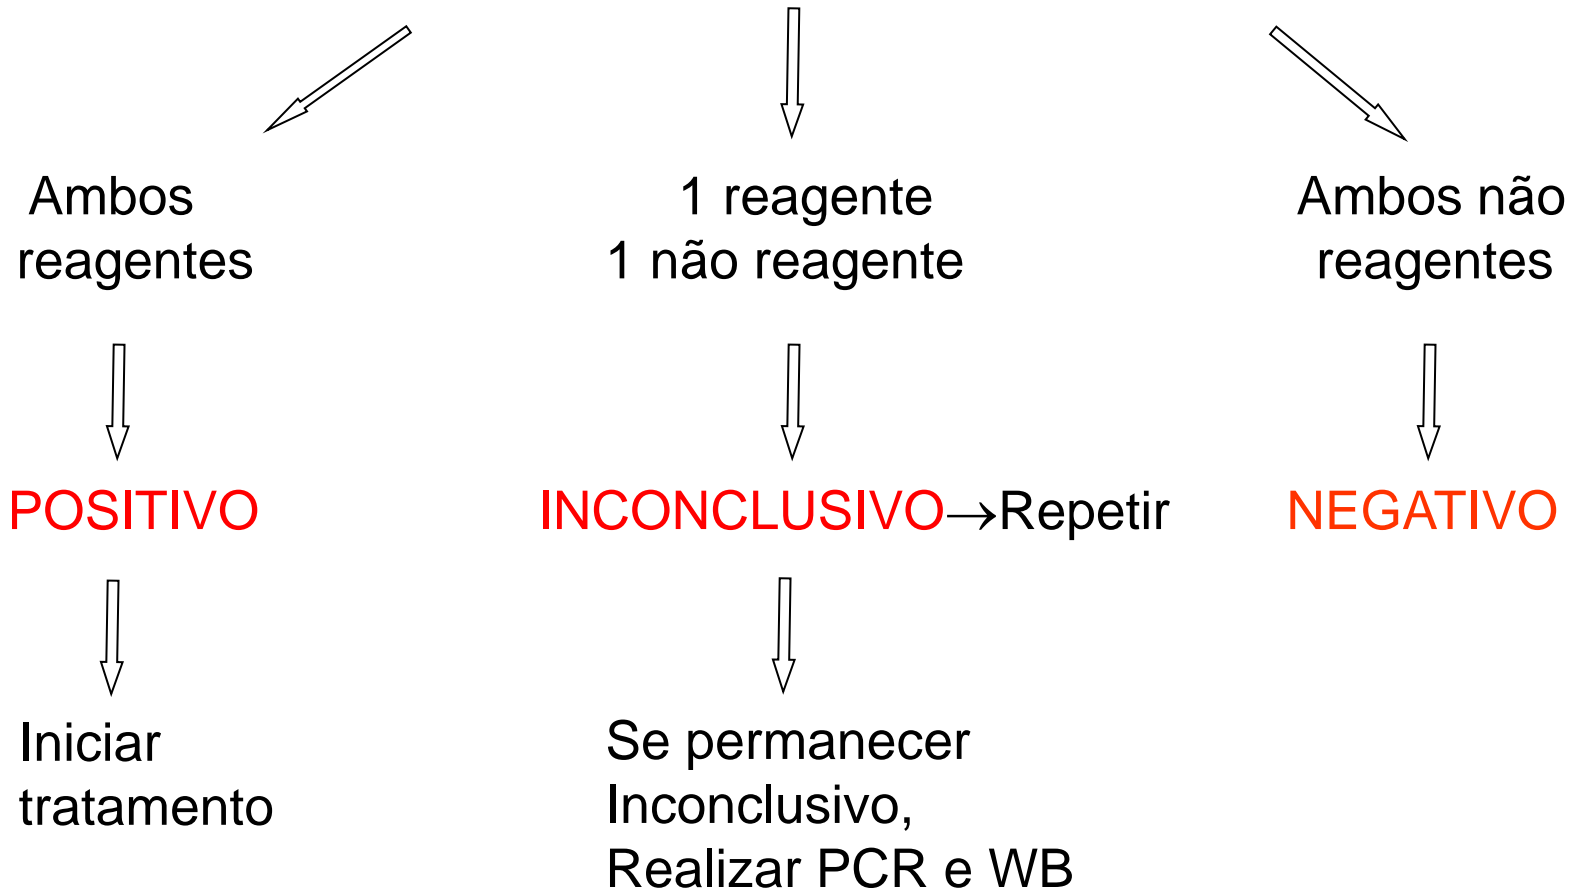 Ambos
reagentes
1 reagente
1 não reagente
Ambos não
reagentes
POSITIVO
INCONCLUSIVO→Repetir
NEGATIVO
Iniciar
tratamento
Se permanecer
Inconclusivo,
Realizar PCR e WB